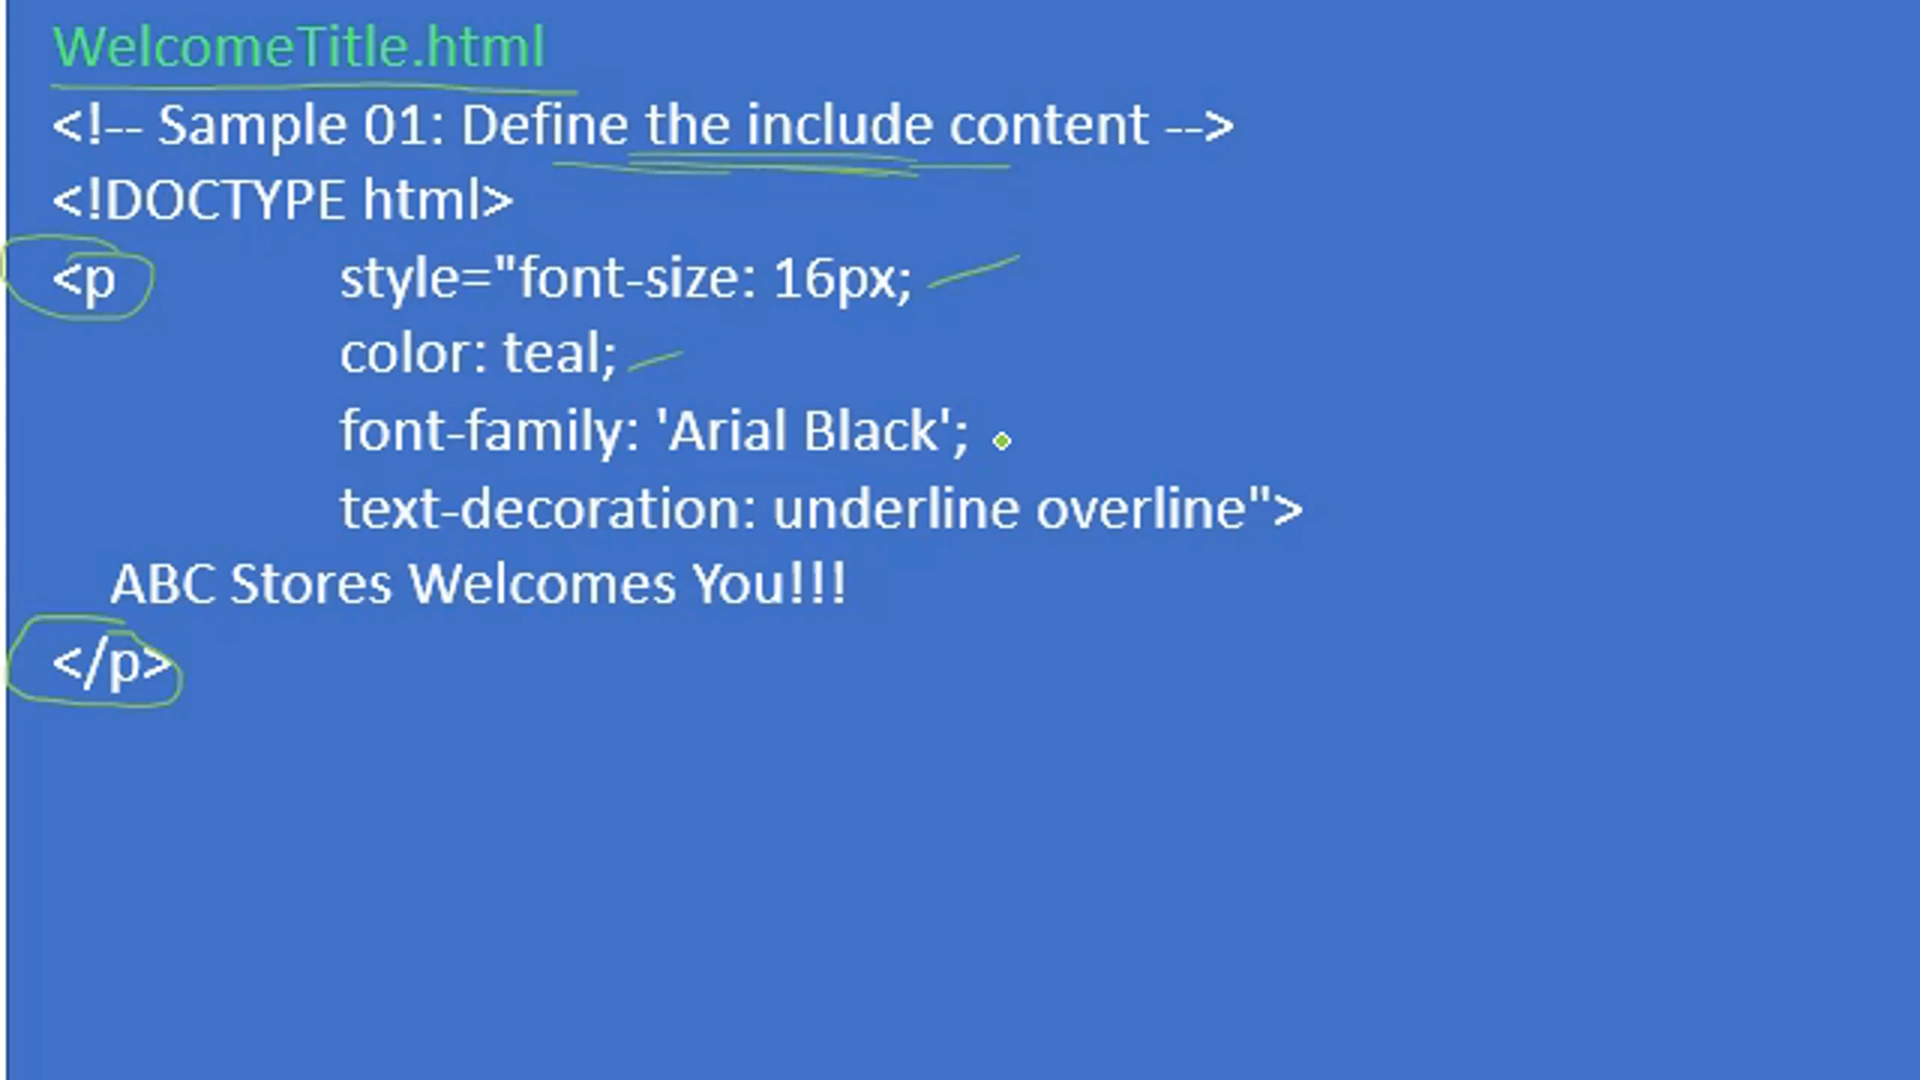 WelcomeTitle.html
<!-- Sample 01: Define the include content -->
<!DOCTYPE html>
<p style="font-size: 16px;
color: teal;
font-family: 'Arial Black';
text-decoration: underline overline">
ABC Stores Welcomes You!!!
</p>